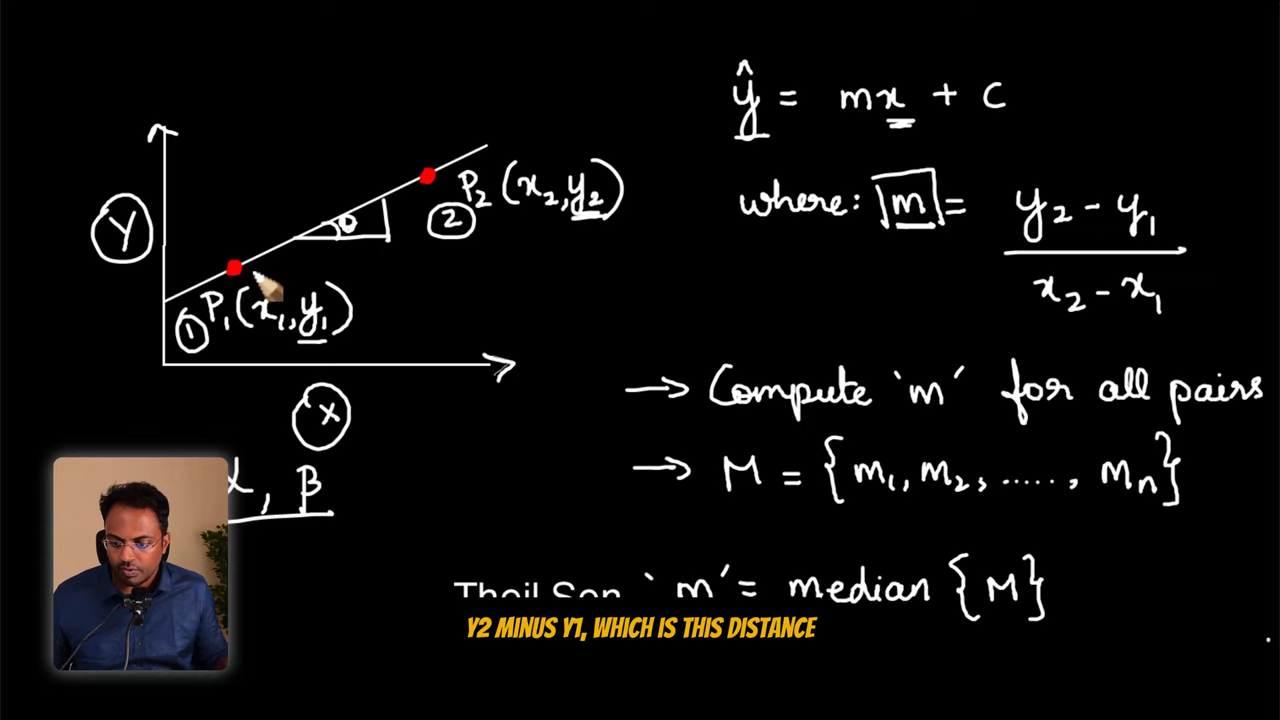 ŷ = mx + c
P₂ (x₂, y₂)
②
Y
θ
where: m = y₂ - y₁ / x₂ - x₁
① P₁ (x₁, y₁)
x
→ Compute 'm' for all pairs
→ M = {m₁, m₂, ....., mₙ}
, β
Theil Sen 'm' = median {M}
Y2 MINUS Y1, WHICH IS THIS DISTANCE